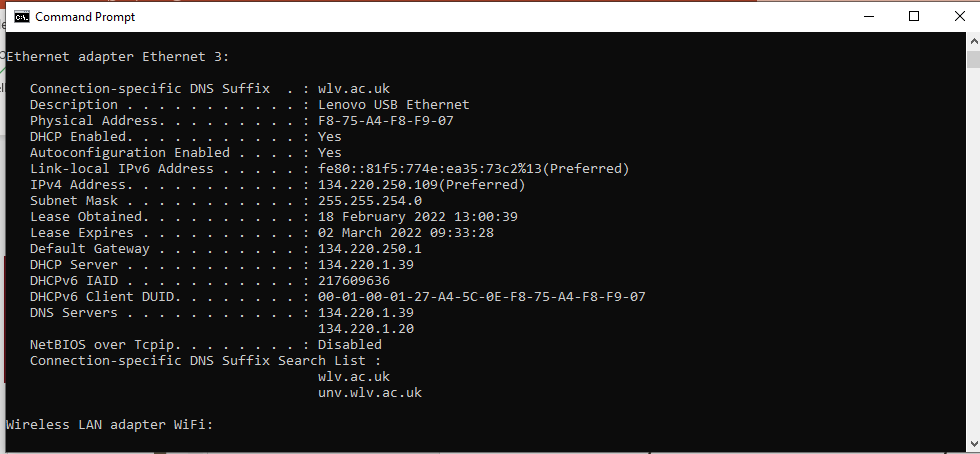 Command Prompt
Ethernet adapter Ethernet 3:
Connection-specific DNS Suffix  . : wlv.ac.uk
Description . . . . . . . . . . . : Lenovo USB Ethernet
Physical Address. . . . . . . . . : F8-75-A4-F8-F9-07
DHCP Enabled. . . . . . . . . . . : Yes
Autoconfiguration Enabled . . . . : Yes
Link-local IPv6 Address . . . . . : fe80::81f5:774e:ea35:73c2%13(Preferred)
IPv4 Address. . . . . . . . . . . : 134.220.250.109(Preferred)
Subnet Mask . . . . . . . . . . . : 255.255.254.0
Lease Obtained. . . . . . . . . . : 18 February 2022 13:00:39
Lease Expires . . . . . . . . . . : 02 March 2022 09:33:28
Default Gateway . . . . . . . . . : 134.220.250.1
DHCP Server . . . . . . . . . . . : 134.220.1.39
DHCPv6 IAID . . . . . . . . . . . : 217609636
DHCPv6 Client DUID. . . . . . . . : 00-01-00-01-27-A4-5C-0E-F8-75-A4-F8-F9-07
DNS Servers . . . . . . . . . . . : 134.220.1.39
134.220.1.20
NetBIOS over Tcpip. . . . . . . . : Disabled
Connection-specific DNS Suffix Search List :
wlv.ac.uk
unv.wlv.ac.uk
Wireless LAN adapter WiFi: